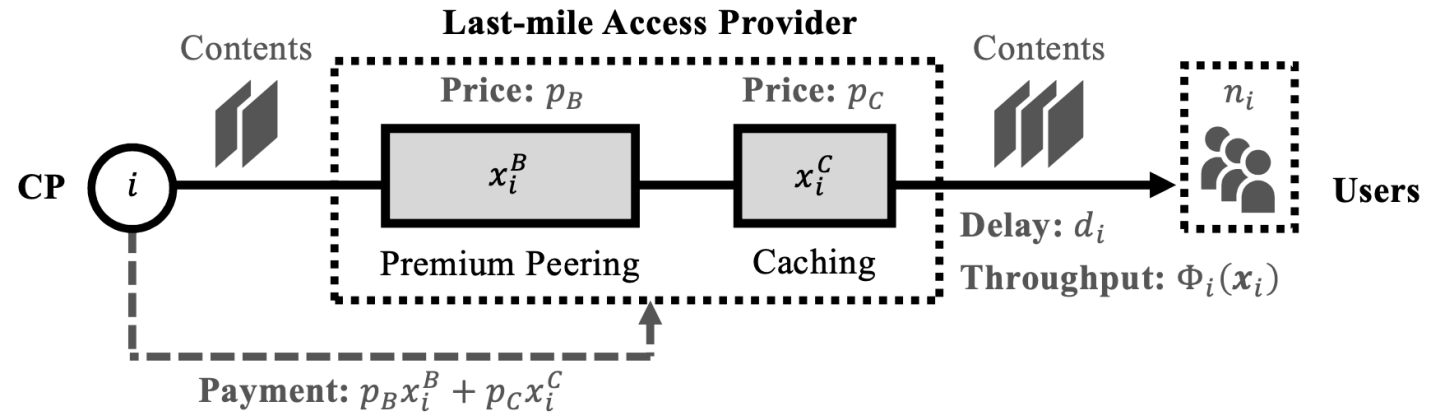 Last-mile Access Provider
Contents
Price: p_B
Price: p_C
Contents
n_i
CP
i
x_i^B
x_i^C
Users
Premium Peering
Caching
Delay: d_i
Throughput: Φ_i(x_i)
Payment: p_B x_i^B + p_C x_i^C